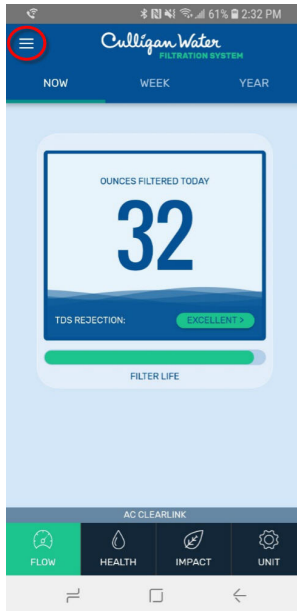 61% 2:32 PM
Culligan Water
FILTRATION SYSTEM
NOW WEEK YEAR
OUNCES FILTERED TODAY
32
TDS REJECTION: EXCELLENT >
FILTER LIFE
AC CLEARLINK
FLOW HEALTH IMPACT UNIT